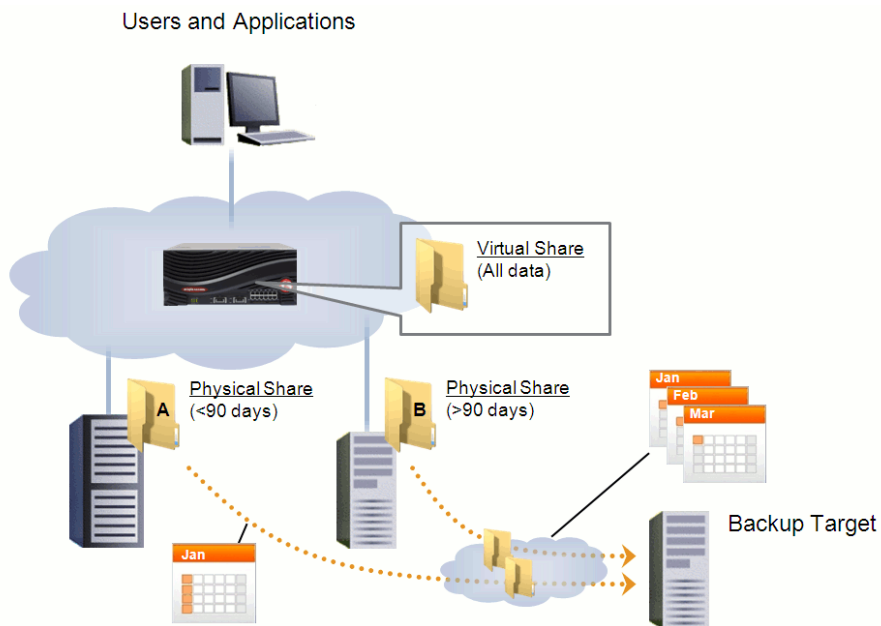 Users and Applications
Virtual Share
(All data)
A
Physical Share
(<90 days)
B
Physical Share
(>90 days)
Jan
Feb
Mar
Backup Target
Jan